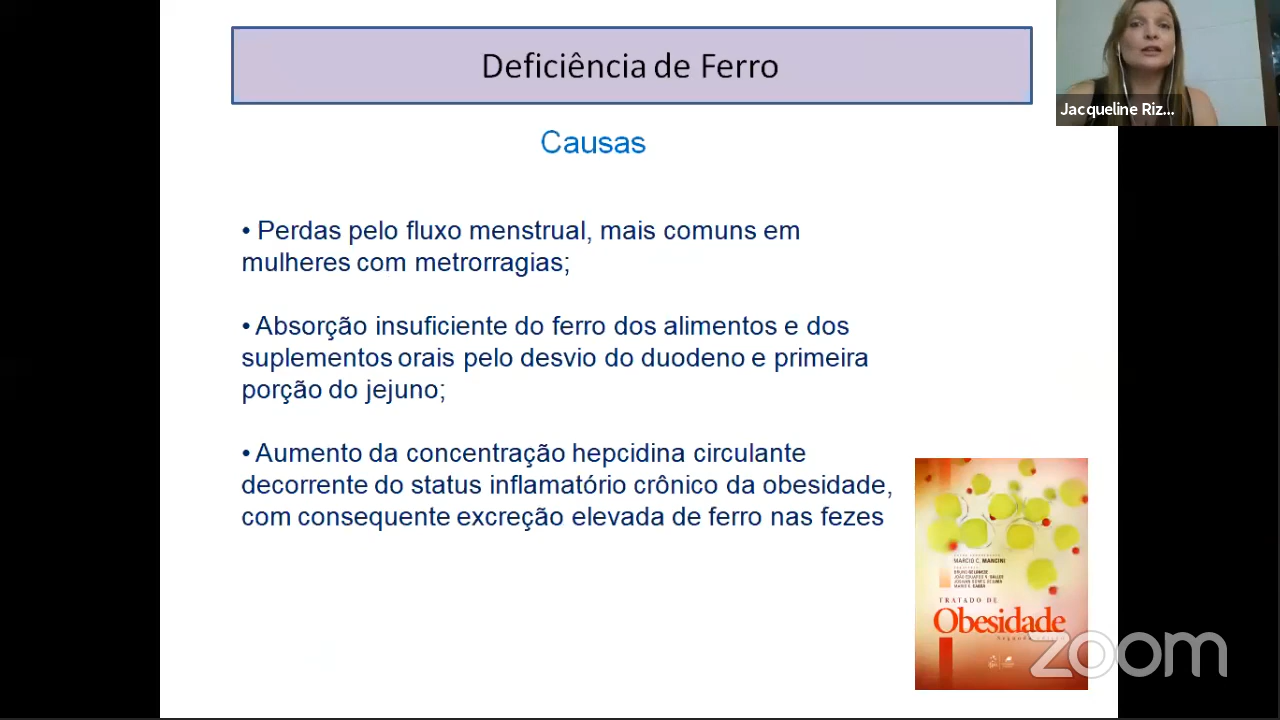 Deficiência de Ferro
Jacqueline Riz...
Causas
• Perdas pelo fluxo menstrual, mais comuns em
mulheres com metrorragias;
• Absorção insuficiente do ferro dos alimentos e dos
suplementos orais pelo desvio do duodeno e primeira
porção do jejuno;
• Aumento da concentração hepcidina circulante
decorrente do status inflamatório crônico da obesidade,
com consequente excreção elevada de ferro nas fezes
MARCIO C. MANCINI
TRATADO DE
Obesidade
zoom